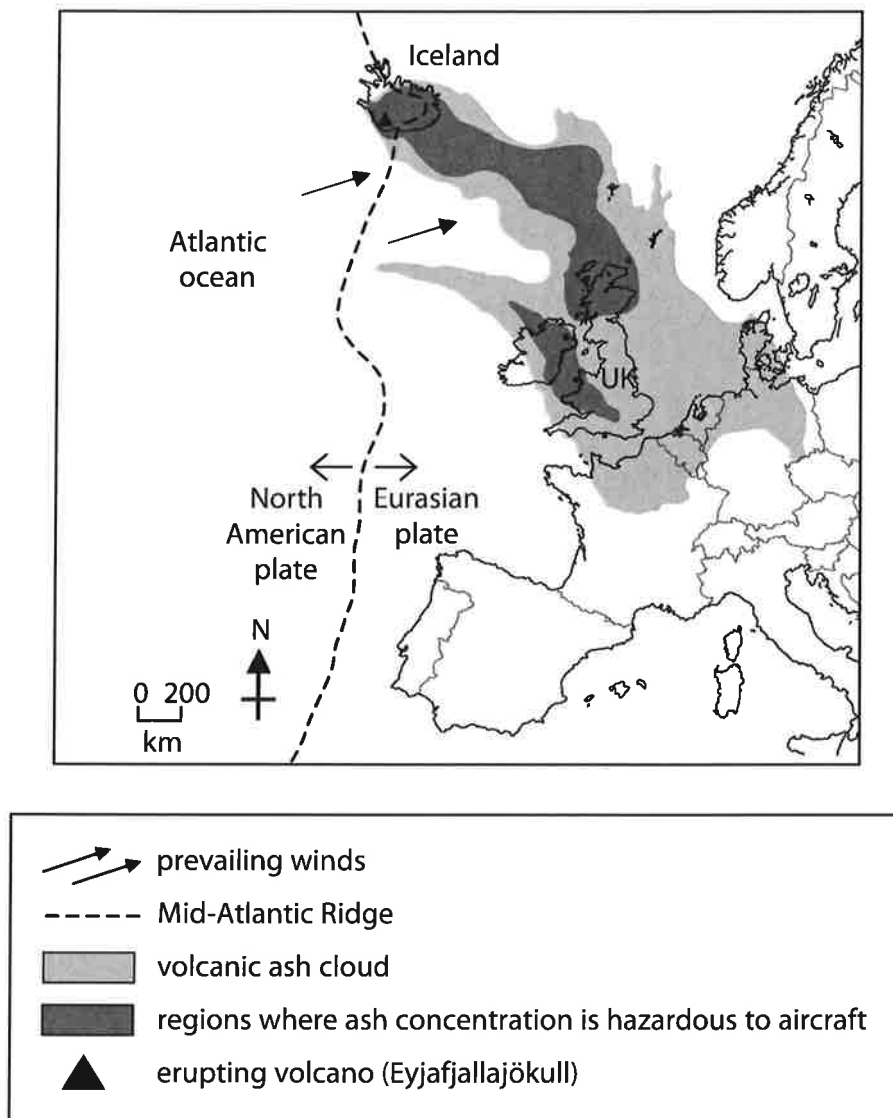 Iceland
Atlantic
ocean
UK
North
American
plate
Eurasian
plate
N
0 200
km
prevailing winds
Mid-Atlantic Ridge
volcanic ash cloud
regions where ash concentration is hazardous to aircraft
erupting volcano (Eyjafjallajökull)